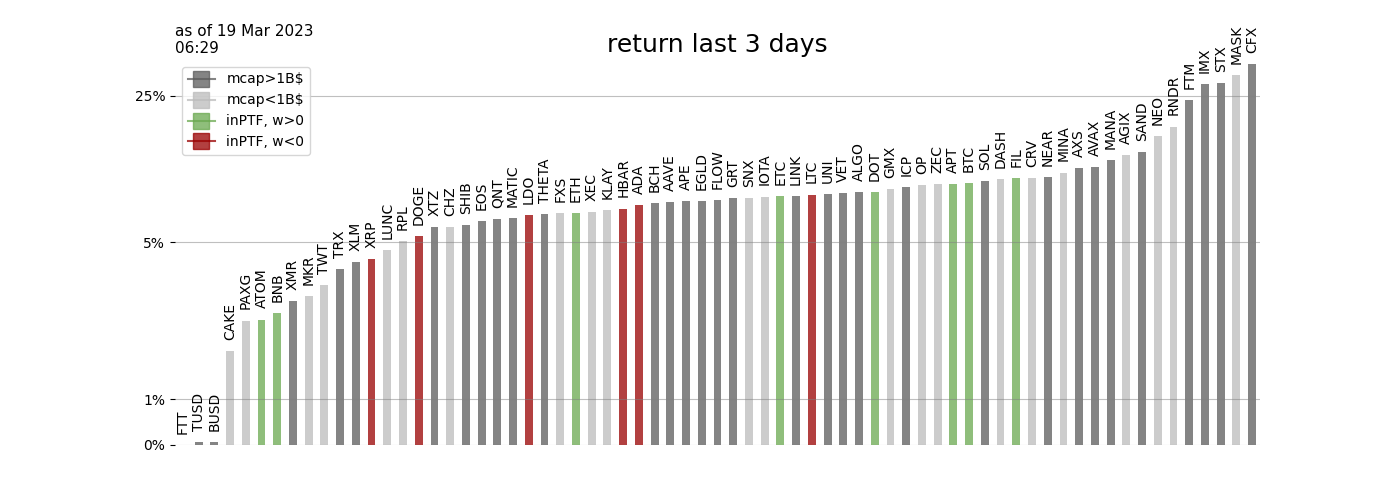 as of 19 Mar 2023
06:29
return last 3 days
mcap>1B$
mcap<1B$
inPTF, w>0
inPTF, w<0
25%
5%
1%
0%
FTT
TUSD
BUSD
CAKE
PAXG
ATOM
BNB
XMR
MKR
TWT
TRX
XLM
XRP
LUNC
RPL
DOGE
XTZ
CHZ
SHIB
EOS
QNT
MATIC
LDO
THETA
FXS
ETH
XEC
KLAY
HBAR
ADA
BCH
AAVE
APE
EGLD
FLOW
GRT
SNX
IOTA
ETC
LINK
LTC
UNI
VET
ALGO
DOT
GMX
ICP
OP
ZEC
APT
BTC
SOL
DASH
FIL
CRV
NEAR
MINA
AXS
AVAX
MANA
AGIX
SAND
NEO
RNDR
FTM
IMX
STX
MASK
CFX